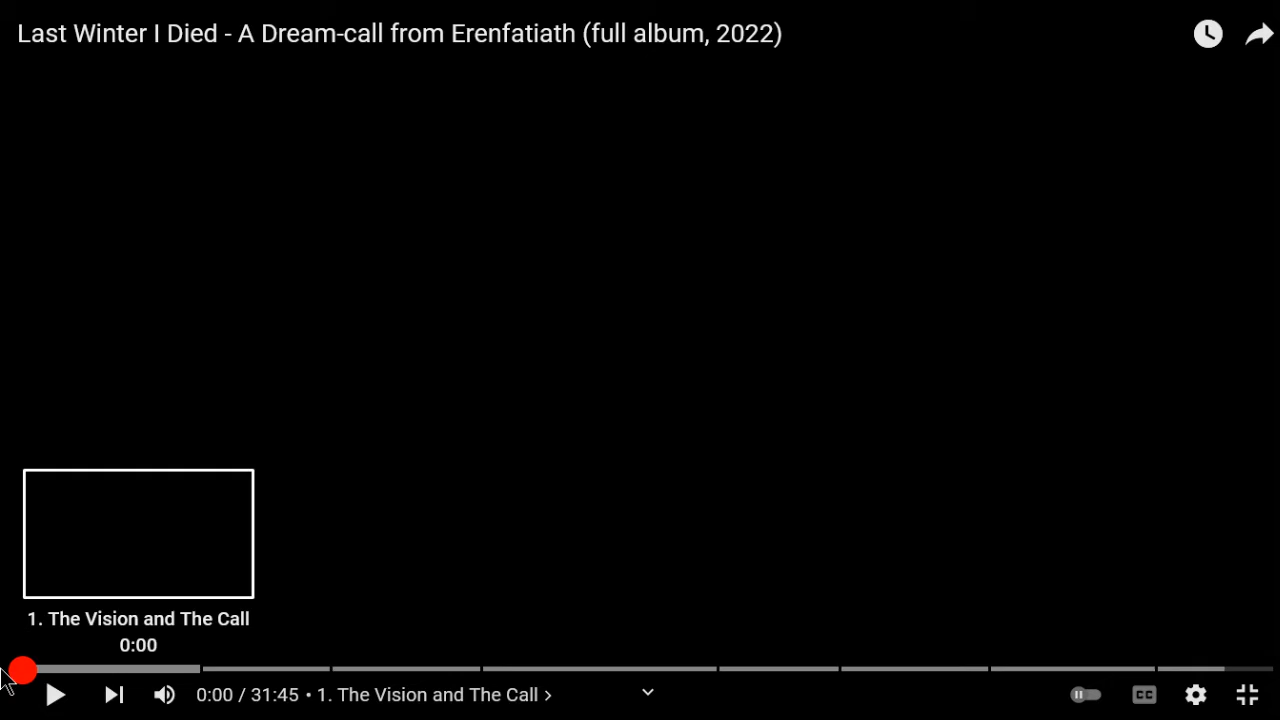 Last Winter I Died - A Dream-call from Erenfatiath (full album, 2022)
1. The Vision and The Call
0:00
0:00 / 31:45 • 1. The Vision and The Call >
CC